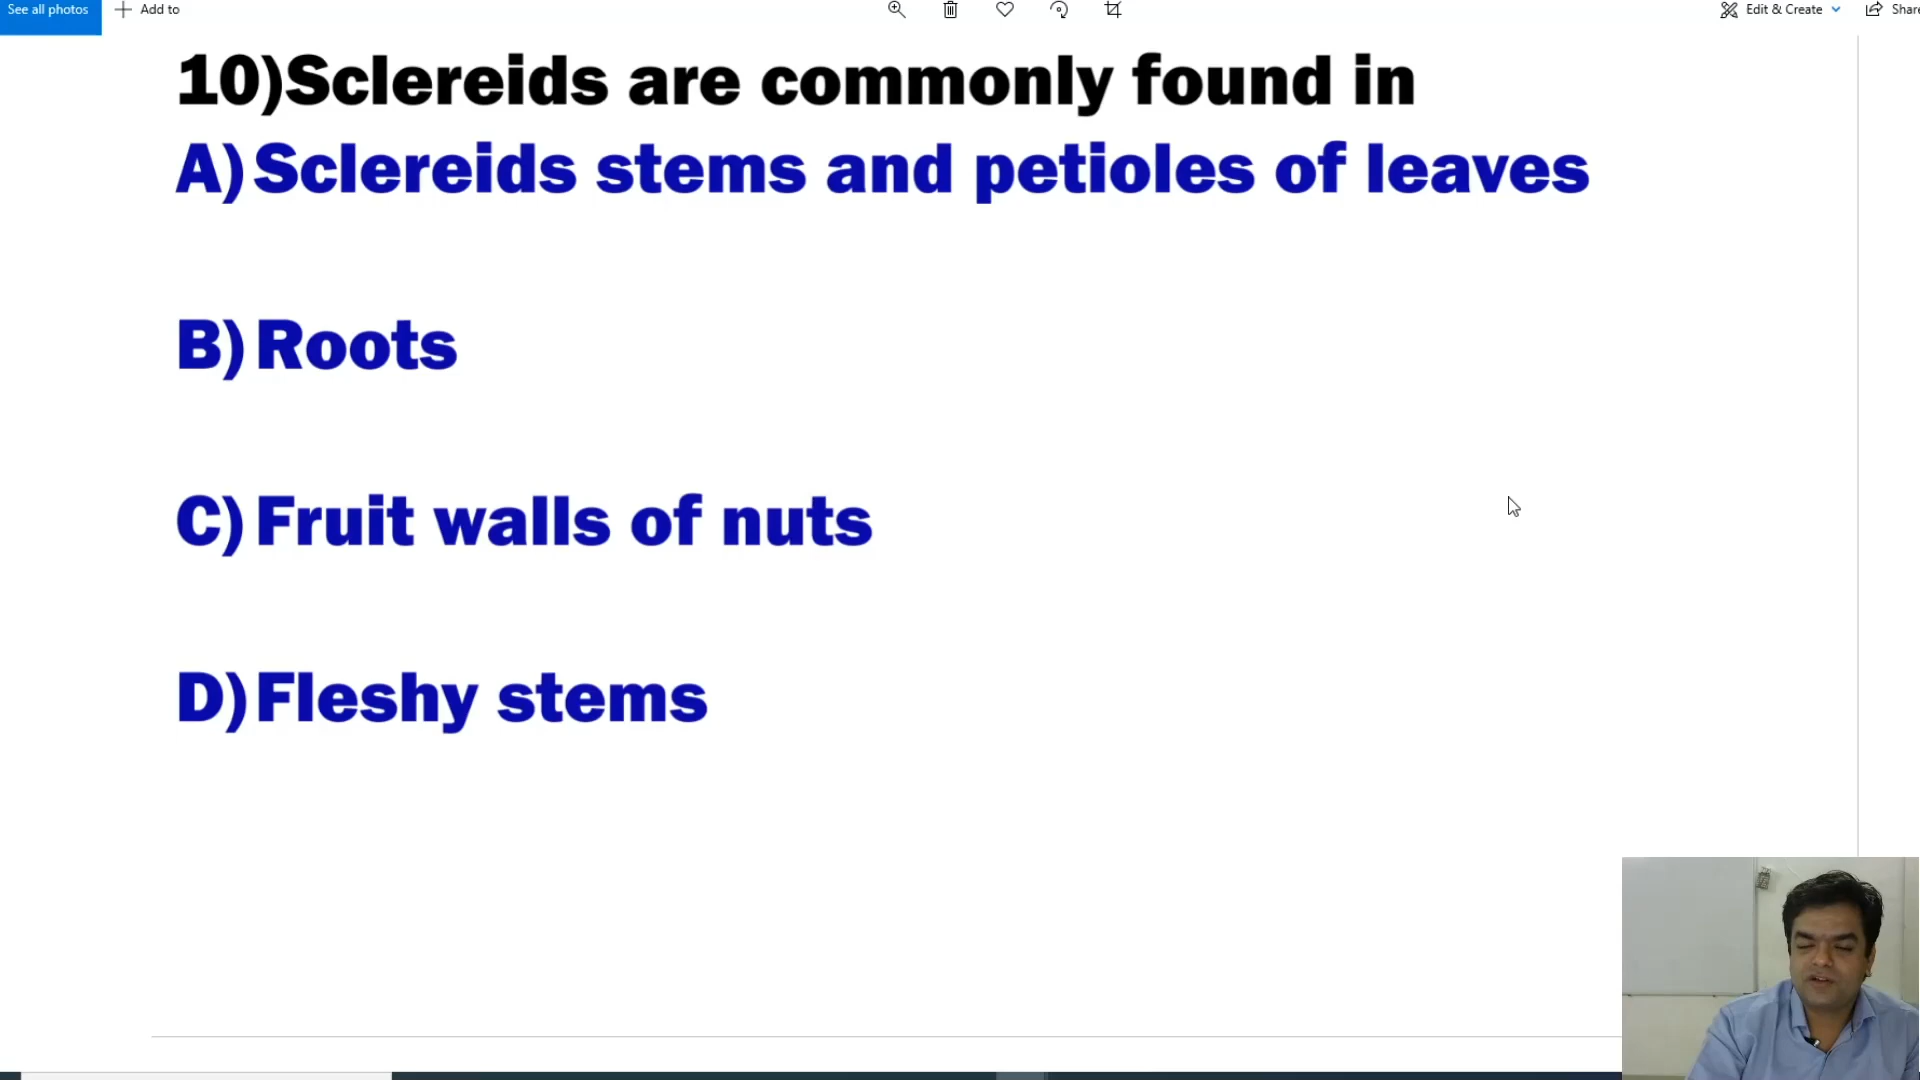 See all photos
Add to
Edit & Create
Share
10)Sclereids are commonly found in
A) Sclereids stems and petioles of leaves
B) Roots
C) Fruit walls of nuts
D) Fleshy stems